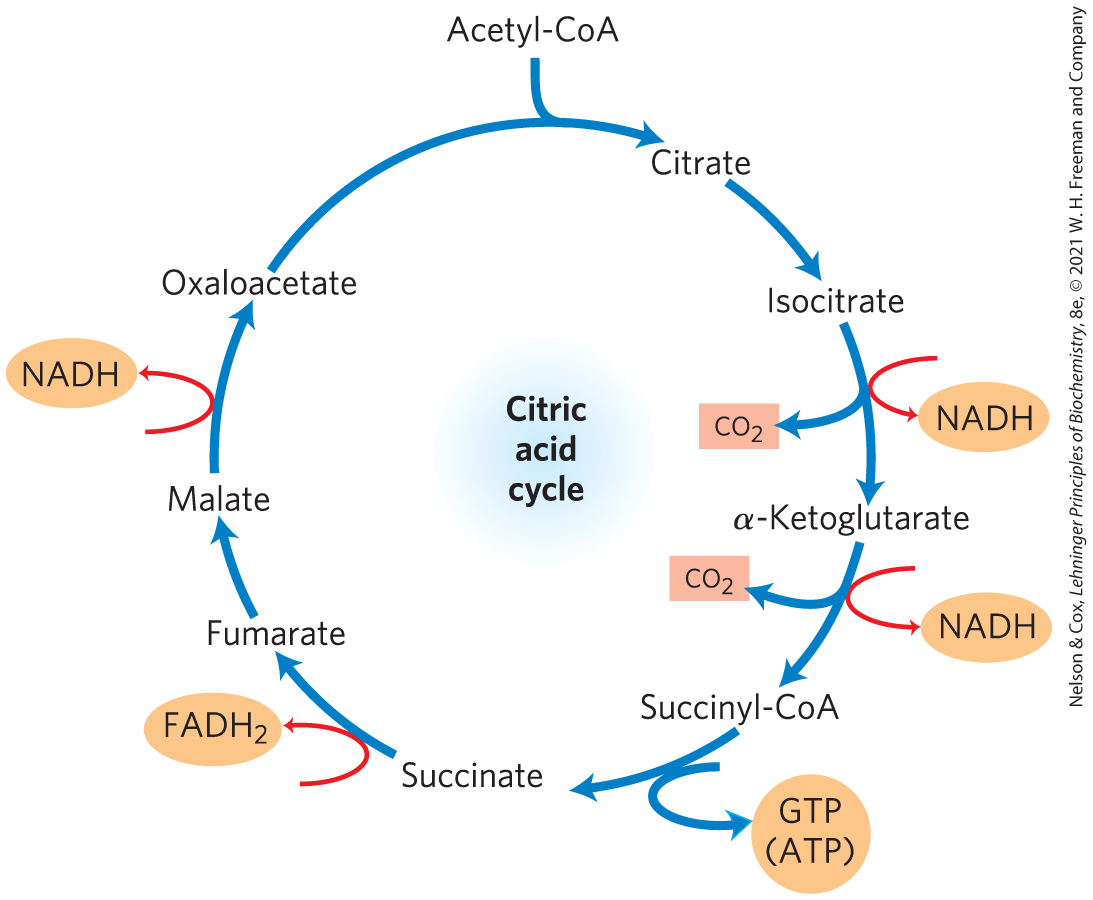 Acetyl-CoA
Citrate
Isocitrate
NADH
CO₂
α-Ketoglutarate
CO₂
NADH
Succinyl-CoA
GTP
(ATP)
Succinate
FADH₂
Fumarate
Malate
NADH
Oxaloacetate
Citric
acid
cycle
Nelson & Cox, Lehninger Principles of Biochemistry, 8e, © 2021 W. H. Freeman and Company